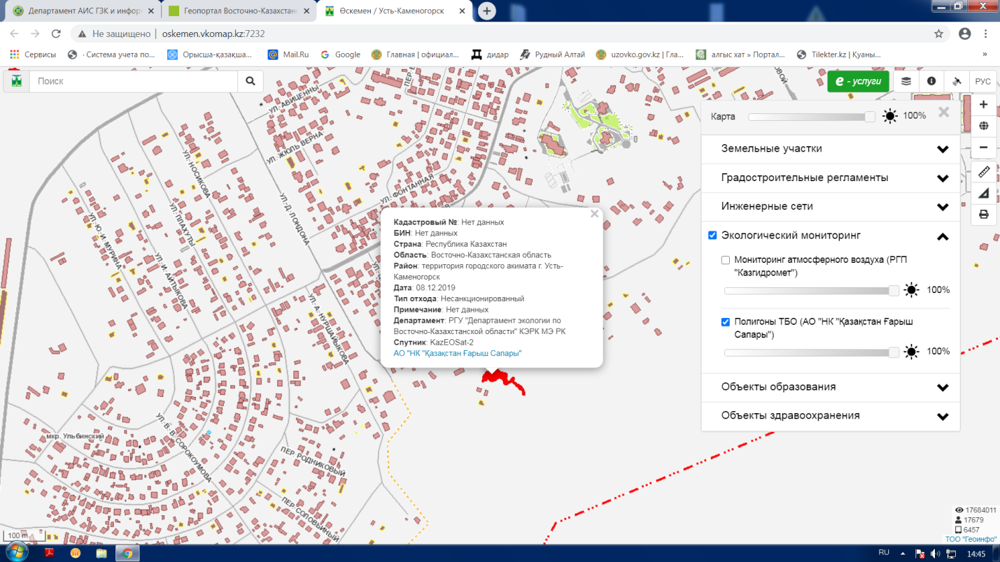 Департамент АИС ГЗК и инфор
Геопортал Восточно-Казахстанс
Өскемен / Усть-Каменогорск
Не защищено
oskemen.vkomap.kz:7232
Сервисы
· Система учета по...
Орысша-қазақша...
Mail.Ru
Google
Главная | официал...
дидар
Рудный Алтай
uzovko.gov.kz | Гла...
алгыс хат » Портал...
Tilekter.kz | Қуаны...
»
Поиск
е - услуги
РУС
Карта
100%
Земельные участки
Градостроительные регламенты
Инженерные сети
Экологический мониторинг
Мониторинг атмосферного воздуха (РГП
"Казгидромет")
100%
Полигоны ТБО (АО "НК "Қазақстан Ғарыш
Сапары")
100%
Объекты образования
Объекты здравоохранения
Кадастровый №: Нет данных
БИН: Нет данных
Страна: Республика Казахстан
Область: Восточно-Казахстанская область
Район: территория городского акимата г. Усть-
Каменогорск
Дата: 08.12.2019
Тип отхода: Несанкционированный
Примечание: Нет данных
Департамент: РГУ "Департамент экологии по
Восточно-Казахстанской области" КЭРК МЭ РК
Спутник: KazEOSat-2
АО "НК "Қазақстан Ғарыш Сапары"
УЛ. АВИЦЕННЫ
УЛ. ЖЮЛЬ ВЕРНА
УЛ. ФОНТАННАЯ
УЛ. НОСИКОВА
УЛ. Д. ЛОНДОНА
УЛ. ПЛАХУТЫ
УЛ. Ю. И. МУРИНА
УЛ. И. АЙТЫКОВА
УЛ. А. НУРШАЙЫКОВА
мкр. Ульбинский
УЛ. В. В. СОРОКОУМОВА
ПЕР. РОДНИКОВЫЙ
ПЕР. СОЛОВЬИНЫЙ
100 m
17684011
17679
6457
ТОО "Геоинфо"
RU
14:45